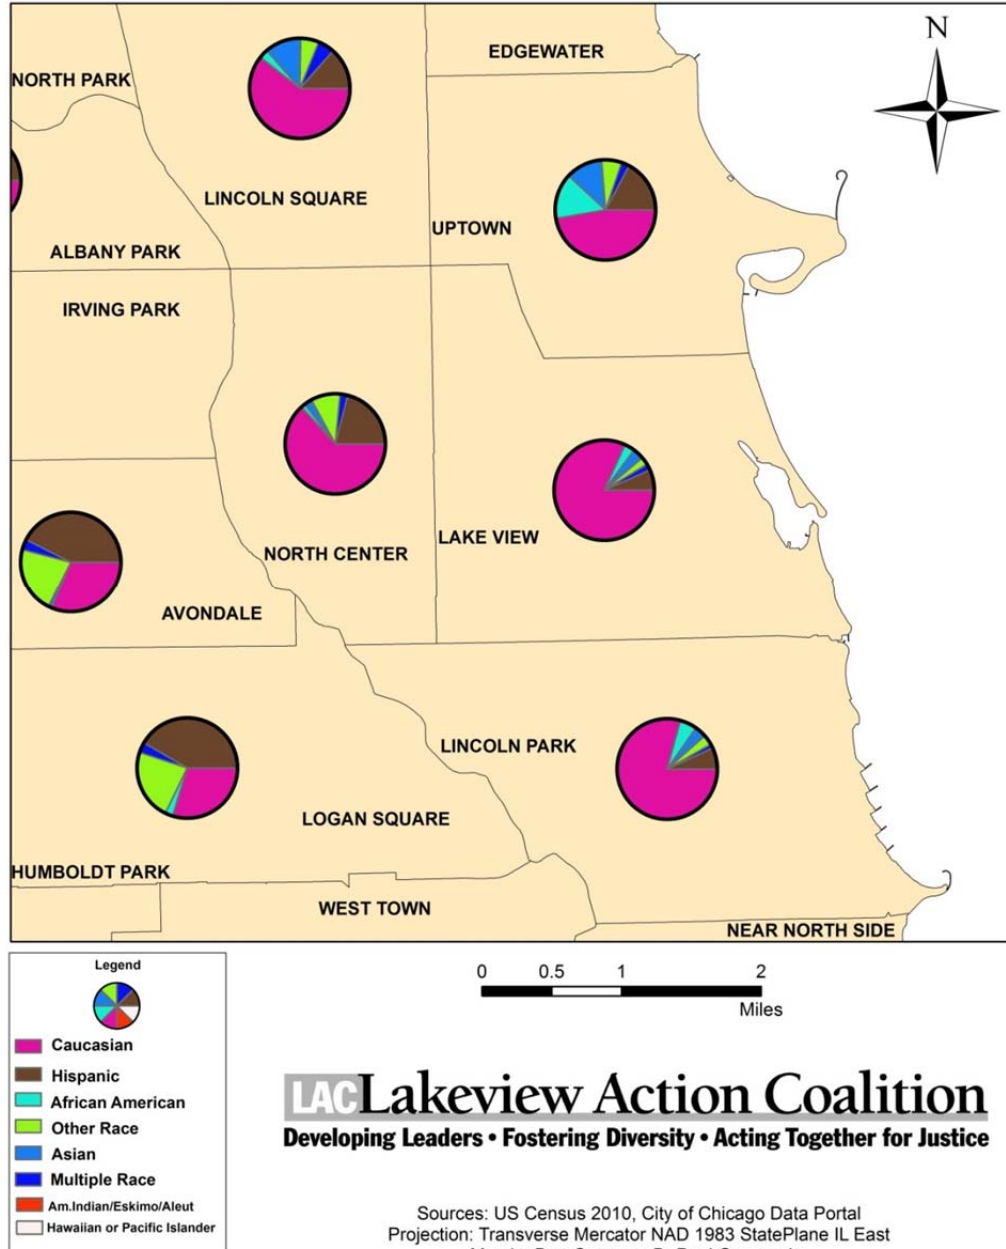 N
EDGEWATER
NORTH PARK
LINCOLN SQUARE
UPTOWN
ALBANY PARK
IRVING PARK
LAKE VIEW
NORTH CENTER
AVONDALE
LINCOLN PARK
LOGAN SQUARE
HUMBOLDT PARK
WEST TOWN
NEAR NORTH SIDE
Legend
Caucasian
Hispanic
African American
Other Race
Asian
Multiple Race
Am.Indian/Eskimo/Aleut
Hawaiian or Pacific Islander
0 0.5 1 2
Miles
LAC Lakeview Action Coalition
Developing Leaders • Fostering Diversity • Acting Together for Justice
Sources: US Census 2010, City of Chicago Data Portal
Projection: Transverse Mercator NAD 1983 StatePlane IL East